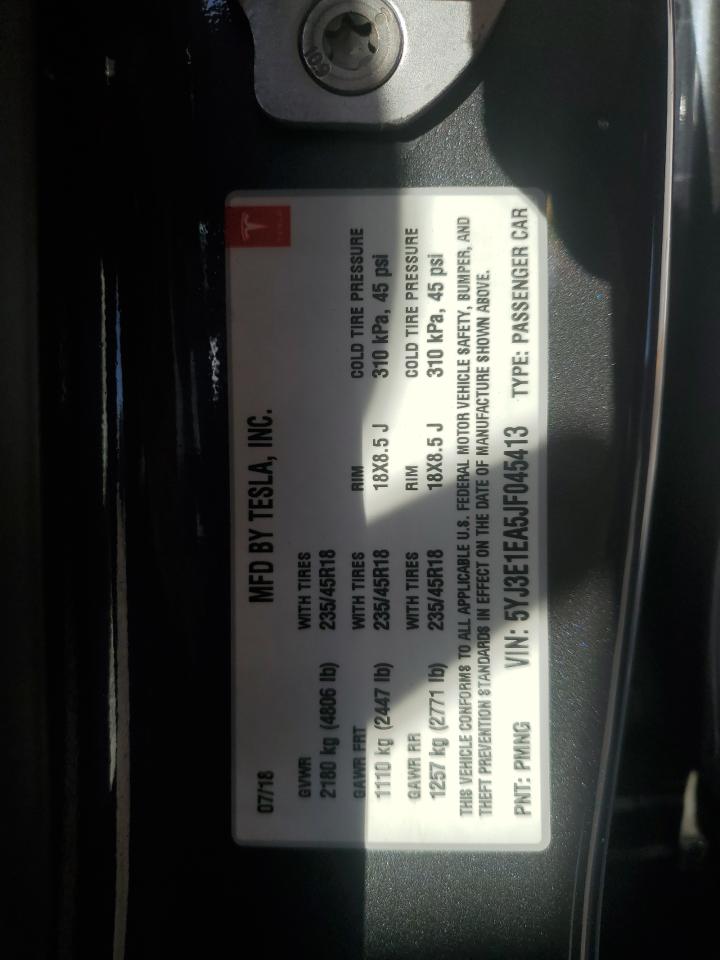 10.9
07/18 MFD BY TESLA, INC.
GVWR WITH TIRES
2180 kg (4806 lb) 235/45R18
GAWR FRT WITH TIRES RIM COLD TIRE PRESSURE
1110 kg (2447 lb) 235/45R18 18X8.5 J 310 kPa, 45 psi
GAWR RR WITH TIRES RIM COLD TIRE PRESSURE
1257 kg (2771 lb) 235/45R18 18X8.5 J 310 kPa, 45 psi
THIS VEHICLE CONFORMS TO ALL APPLICABLE U.S. FEDERAL MOTOR VEHICLE SAFETY, BUMPER, AND
THEFT PREVENTION STANDARDS IN EFFECT ON THE DATE OF MANUFACTURE SHOWN ABOVE.
PNT: PMNG VIN: 5YJ3E1EA5JF045413 TYPE: PASSENGER CAR